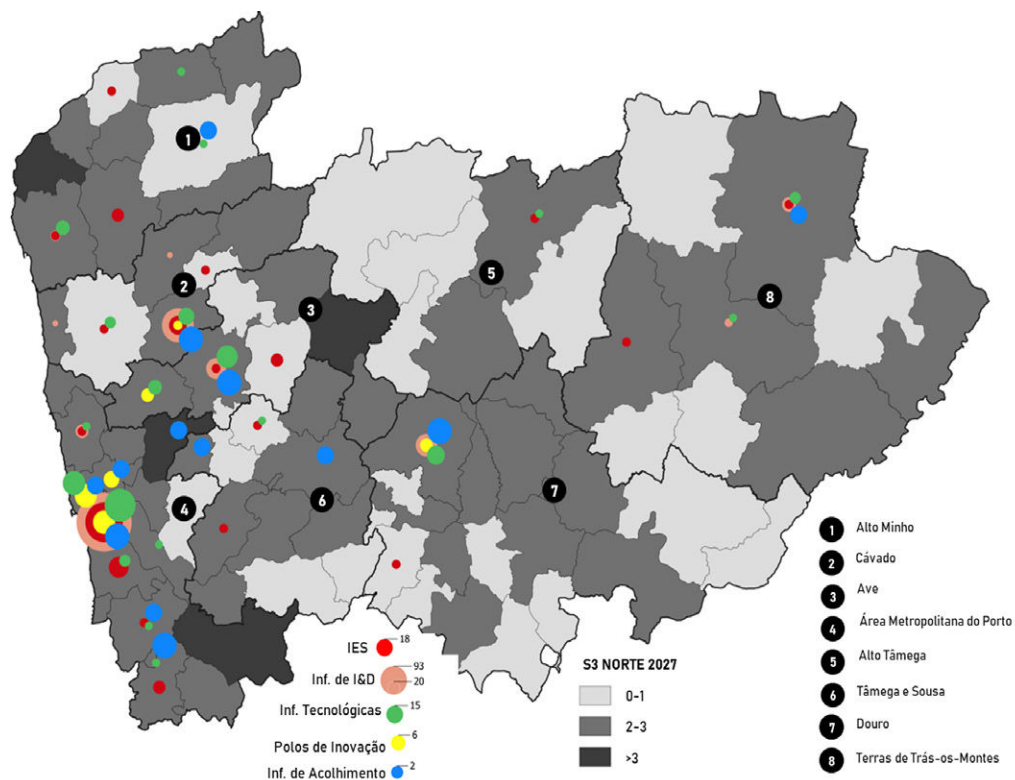 1
2
3
4
5
6
7
8
IES
18
Inf. de I&D
93
20
Inf. Tecnológicas
15
Polos de Inovação
6
Inf. de Acolhimento
2
S3 NORTE 2027
0-1
2-3
>3
1 Alto Minho
2 Cávado
3 Ave
4 Área Metropolitana do Porto
5 Alto Tâmega
6 Tâmega e Sousa
7 Douro
8 Terras de Trás-os-Montes